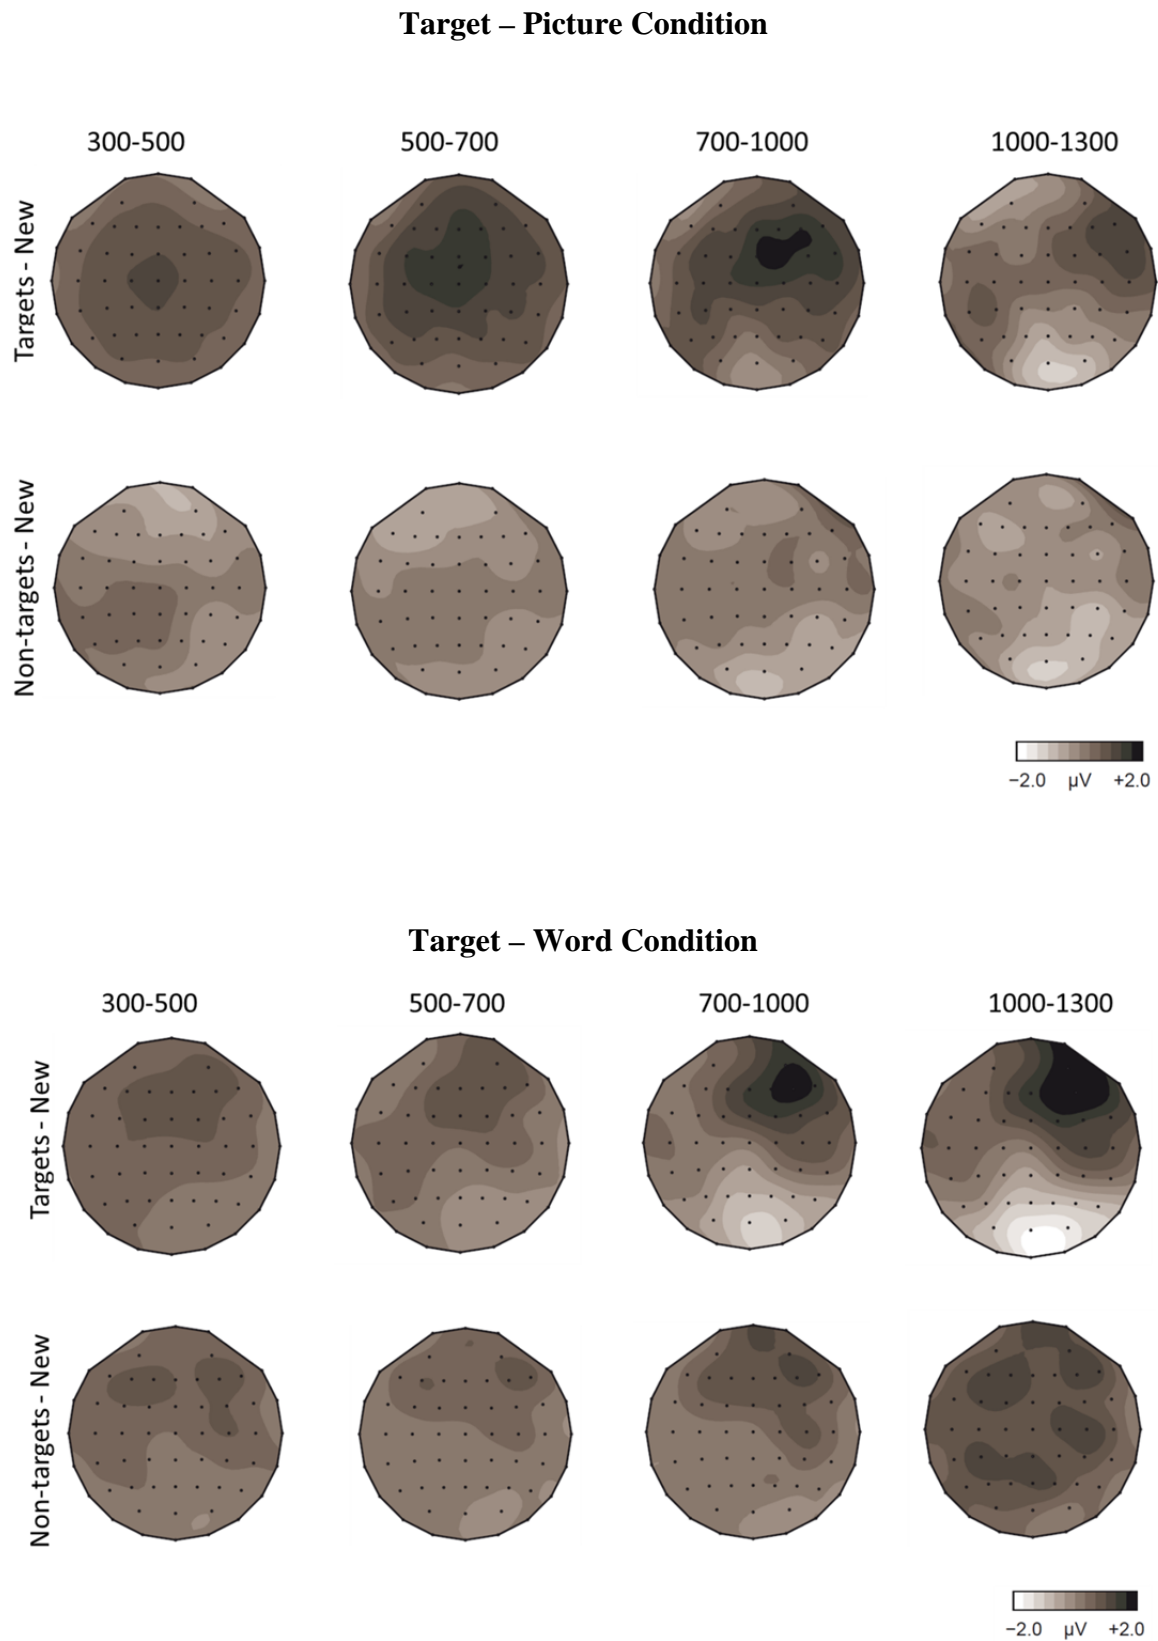 Target – Picture Condition
300-500 500-700 700-1000 1000-1300
Targets - New
Non-targets - New
−2.0 µV +2.0
Target – Word Condition
300-500 500-700 700-1000 1000-1300
Targets - New
Non-targets - New
−2.0 µV +2.0